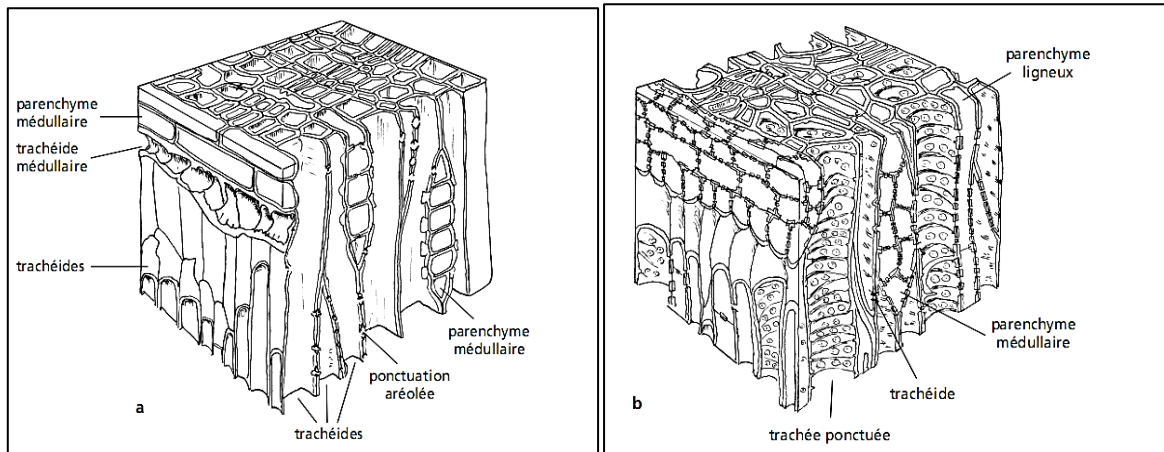 parenchyme
médullaire
trachéide
médullaire
trachéides
parenchyme
médullaire
ponctuation
aréolée
a
trachéides
parenchyme
ligneux
parenchyme
médullaire
trachéide
b
trachée ponctuée